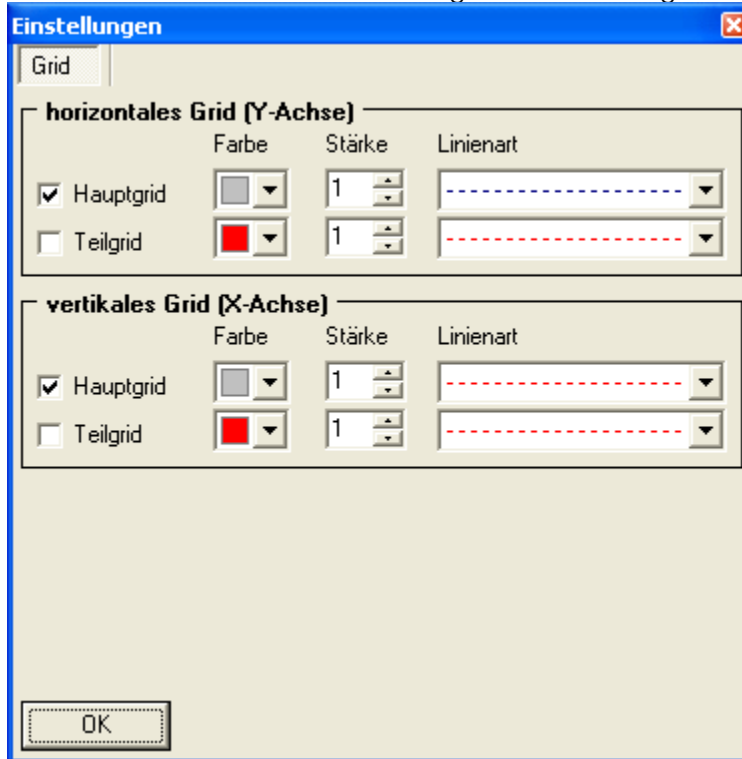 Einstellungen
Grid
horizontales Grid (Y-Achse)
Farbe Stärke Linienart
Hauptgrid 1
Teilgrid 1
vertikales Grid (X-Achse)
Farbe Stärke Linienart
Hauptgrid 1
Teilgrid 1
OK